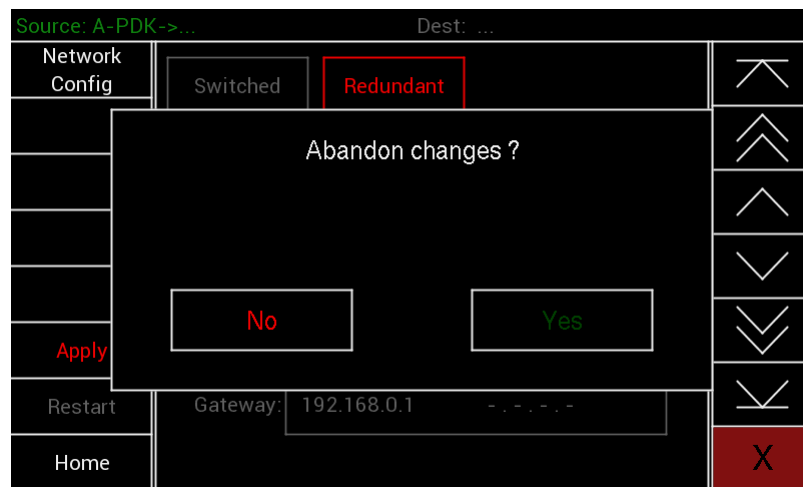 Source: A-PDK->... Dest: ...
Network
Config
Switched Redundant
Abandon changes ?
No Yes
Apply
Restart Gateway: 192.168.0.1 - . - . - . -
Home X